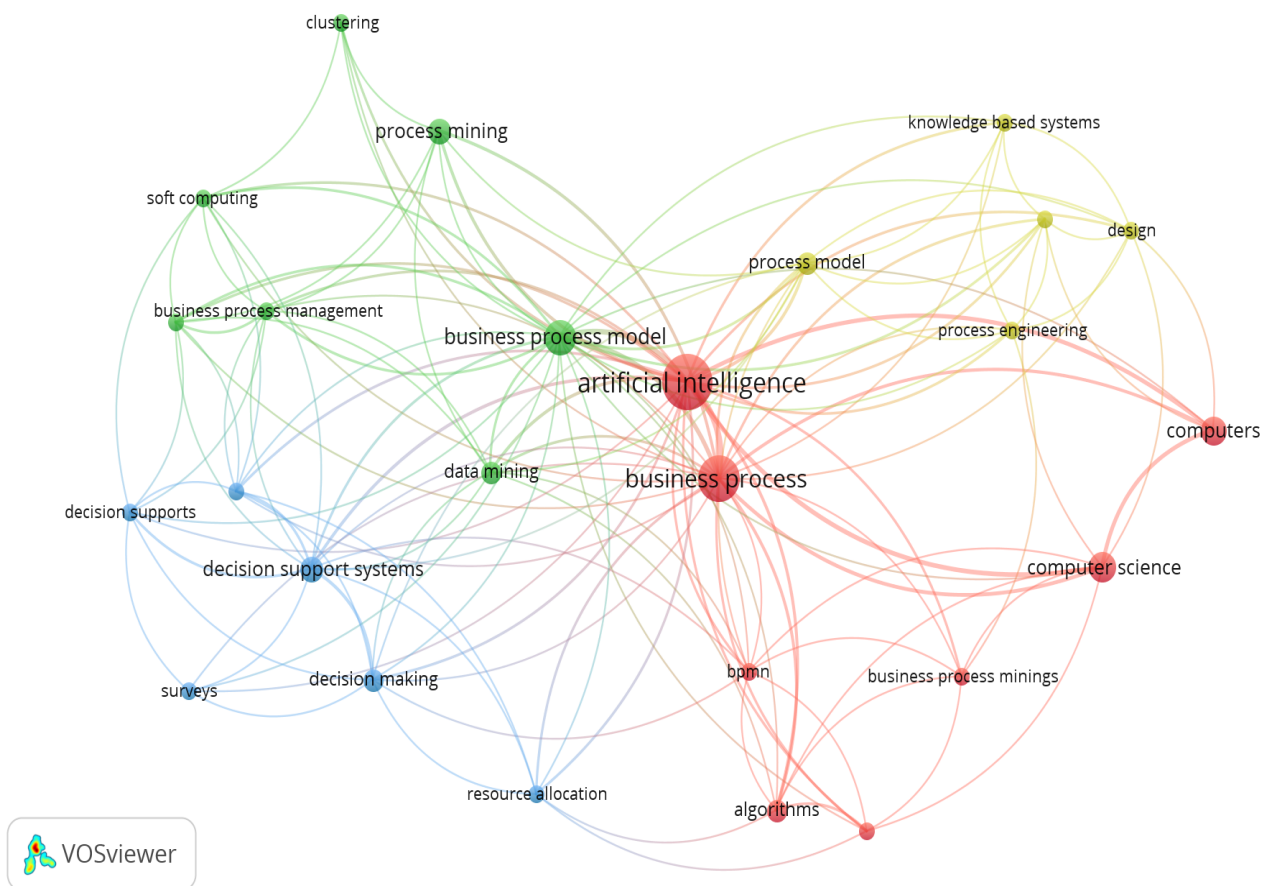 clustering
knowledge based systems
process mining
soft computing
design
process model
business process management
process engineering
business process model
artificial intelligence
computers
data mining
business process
decision supports
decision support systems
computer science
bpmn
business process minings
decision making
surveys
resource allocation
algorithms
VOSviewer